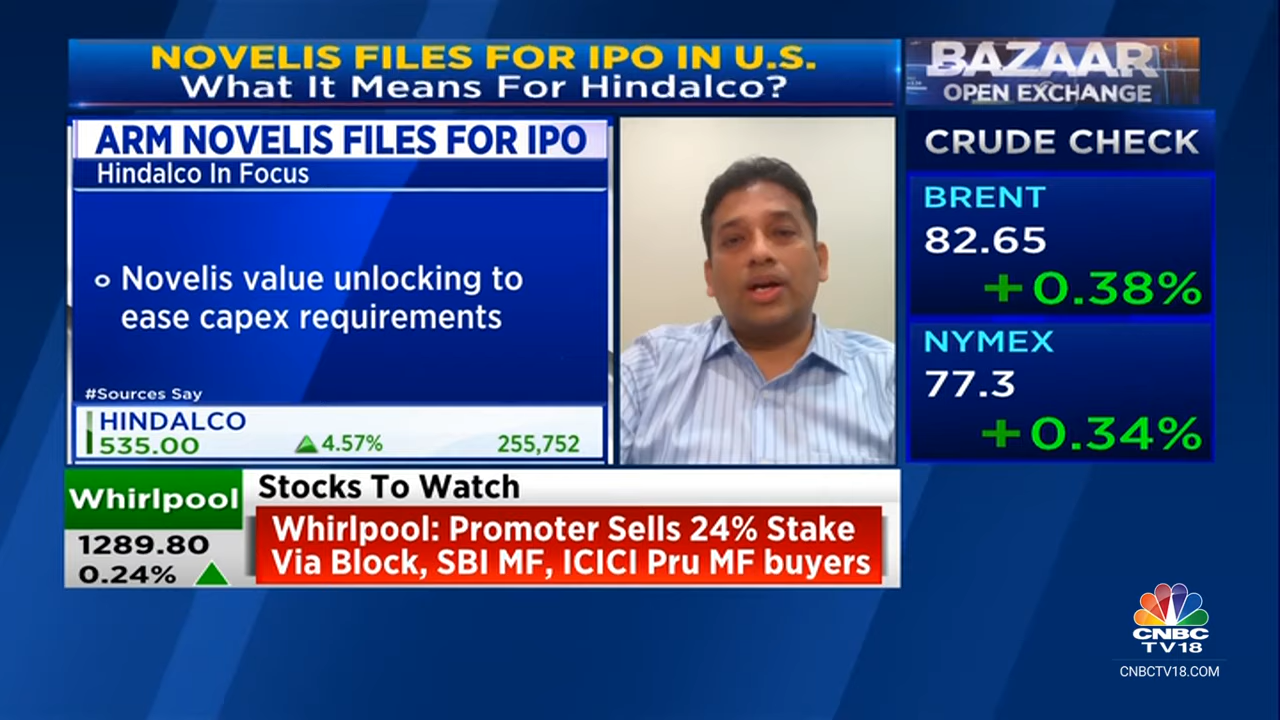 NOVELIS FILES FOR IPO IN U.S.
What It Means For Hindalco?
BAZAAR
OPEN EXCHANGE
ARM NOVELIS FILES FOR IPO
Hindalco In Focus
Novelis value unlocking to
ease capex requirements
#Sources Say
HINDALCO
535.00 4.57% 255,752
CRUDE CHECK
BRENT
82.65
+0.38%
NYMEX
77.3
+0.34%
Whirlpool
1289.80
0.24%
Stocks To Watch
Whirlpool: Promoter Sells 24% Stake
Via Block, SBI MF, ICICI Pru MF buyers
CNBC
TV18
CNBCTV18.COM